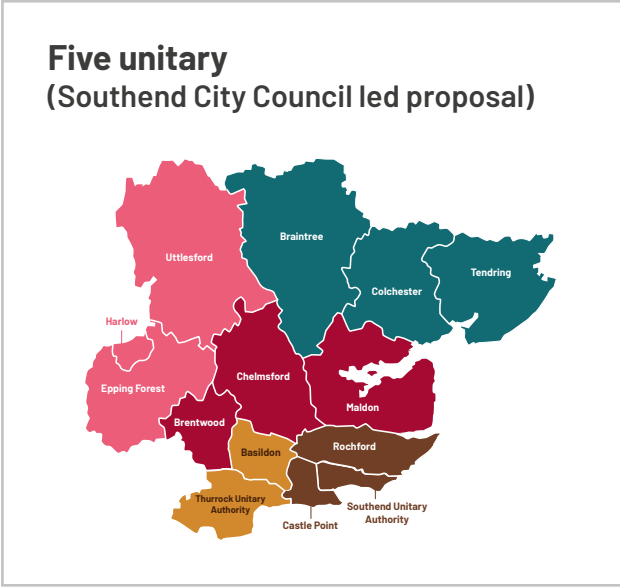 Five unitary
(Southend City Council led proposal)
Braintree
Uttlesford
Tendring
Colchester
Harlow
Chelmsford
Epping Forest
Maldon
Brentwood
Rochford
Basildon
Thurrock Unitary
Authority
Southend Unitary
Authority
Castle Point